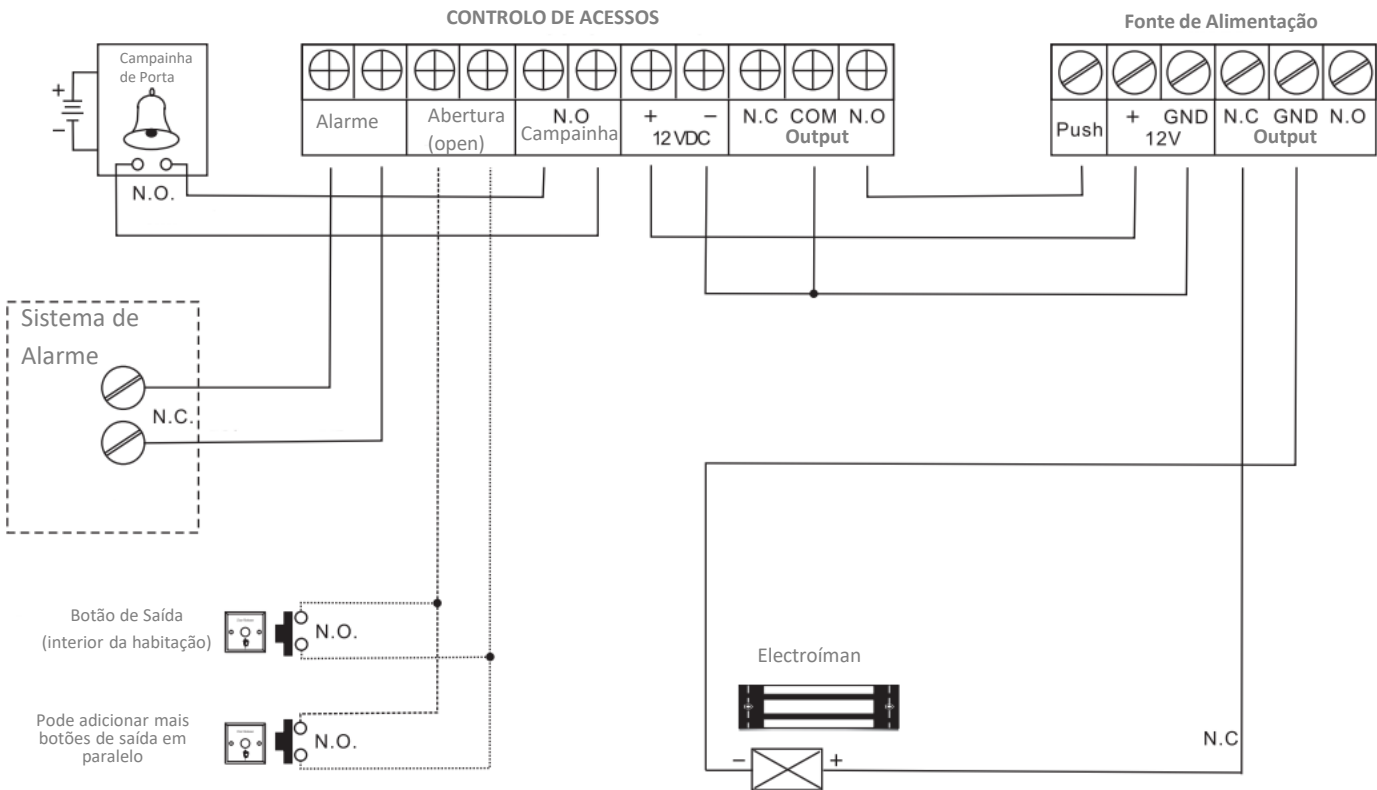 CONTROLO DE ACESSOS
Fonte de Alimentação
Campainha
de Porta
+
–
N.O.
Alarme
Abertura
(open)
N.O
Campainha
+ –
12 VDC
N.C COM N.O
Output
Push
+ GND
12V
N.C GND N.O
Output
Sistema de
Alarme
N.C.
Botão de Saída
(interior da habitação)
N.O.
Pode adicionar mais
botões de saída em
paralelo
N.O.
Electroíman
– +
N.C